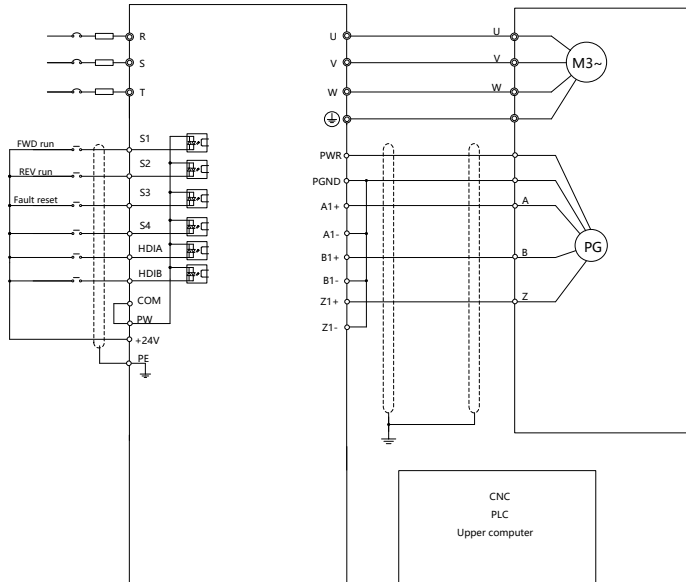 R
S
T
FWD run
REV run
Fault reset
S1
S2
S3
S4
HDIA
HDIB
COM
PW
+24V
PE
U
V
W
PWR
PGND
A1+
A1-
B1+
B1-
Z1+
Z1-
U
V
W
M3~
A
B
Z
PG
CNC
PLC
Upper computer